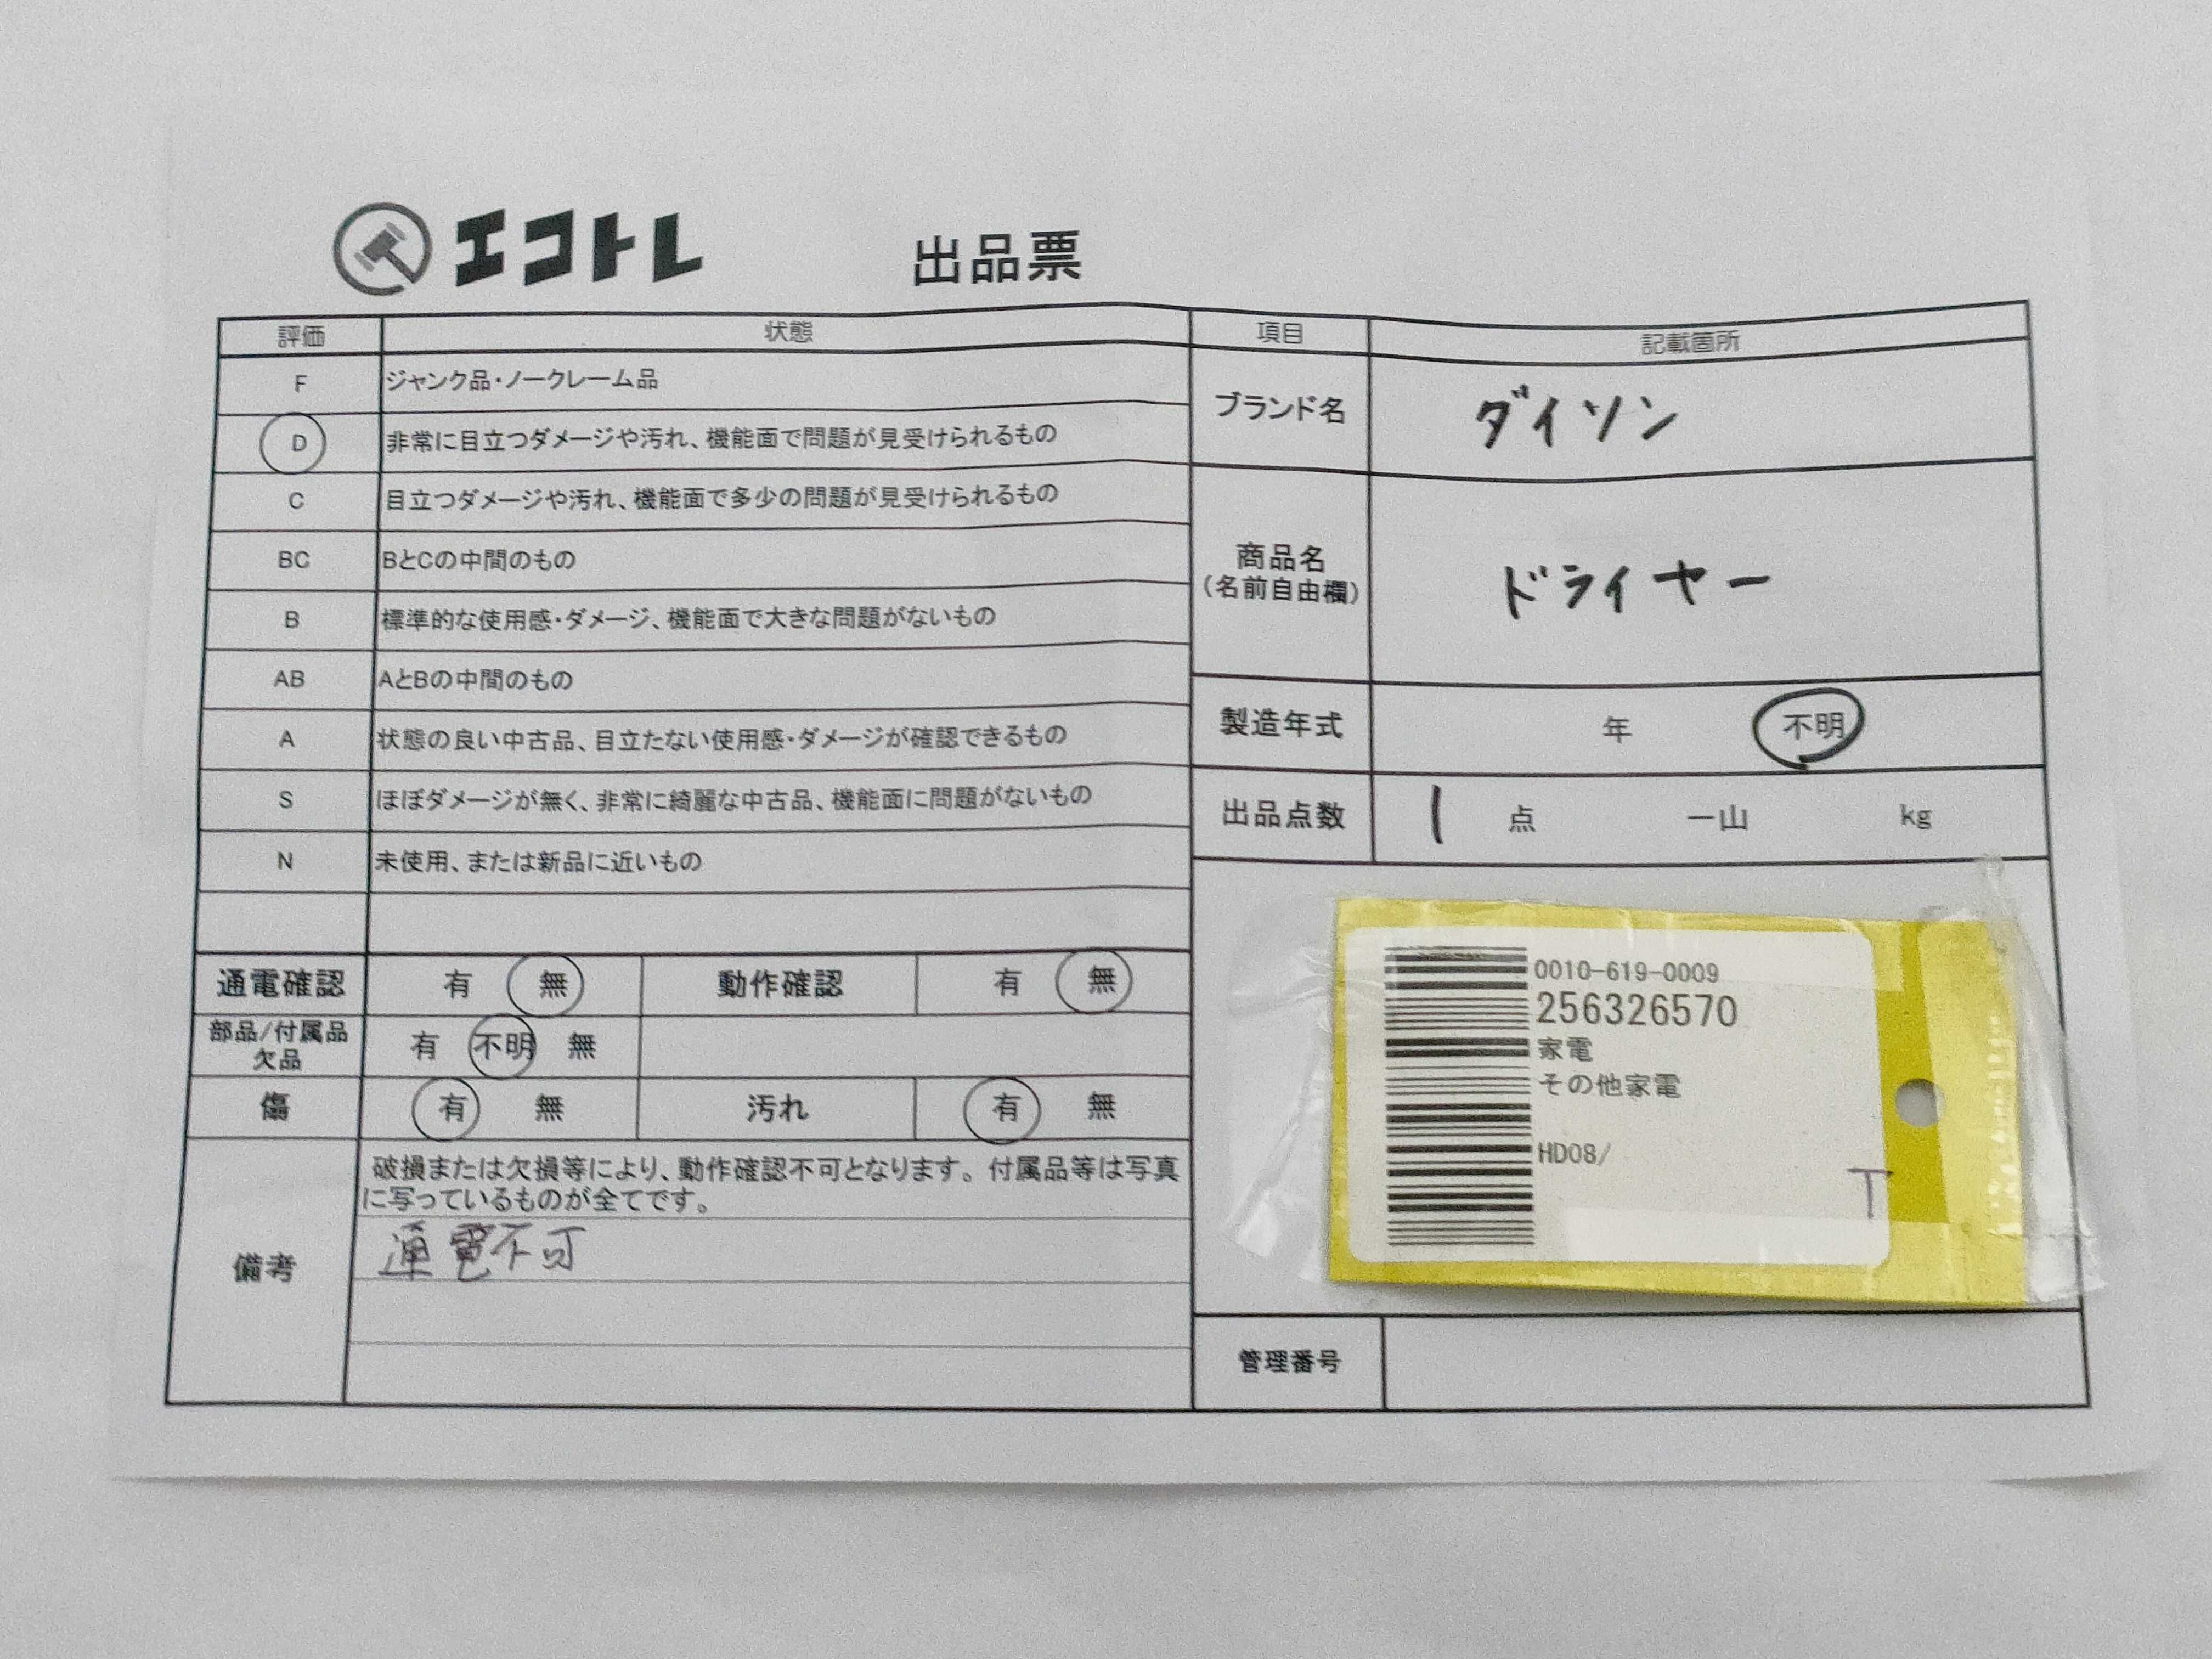 エコトレ 出品票
評価 状態
F ジャンク品・ノークレーム品
D 非常に目立つダメージや汚れ、機能面で問題が見受けられるもの
C 目立つダメージや汚れ、機能面で多少の問題が見受けられるもの
BC BとCの中間のもの
B 標準的な使用感・ダメージ、機能面で大きな問題がないもの
AB AとBの中間のもの
A 状態の良い中古品、目立たない使用感・ダメージが確認できるもの
S ほぼダメージが無く、非常に綺麗な中古品、機能面に問題がないもの
N 未使用、または新品に近いもの
通電確認 有 無 動作確認 有 無
部品/付属品 欠品 有 不明 無
傷 有 無 汚れ 有 無
備考
破損または欠損等により、動作確認不可となります。付属品等は写真
に写っているものが全てです。
通電不可
項目 記載箇所
ブランド名 ダイソン
商品名
(名前自由欄)
ドライヤー
製造年式 年 不明
出品点数 1 点 一山 kg
0010-619-0009
256326570
家電
その他家電
HD08/
T
管理番号